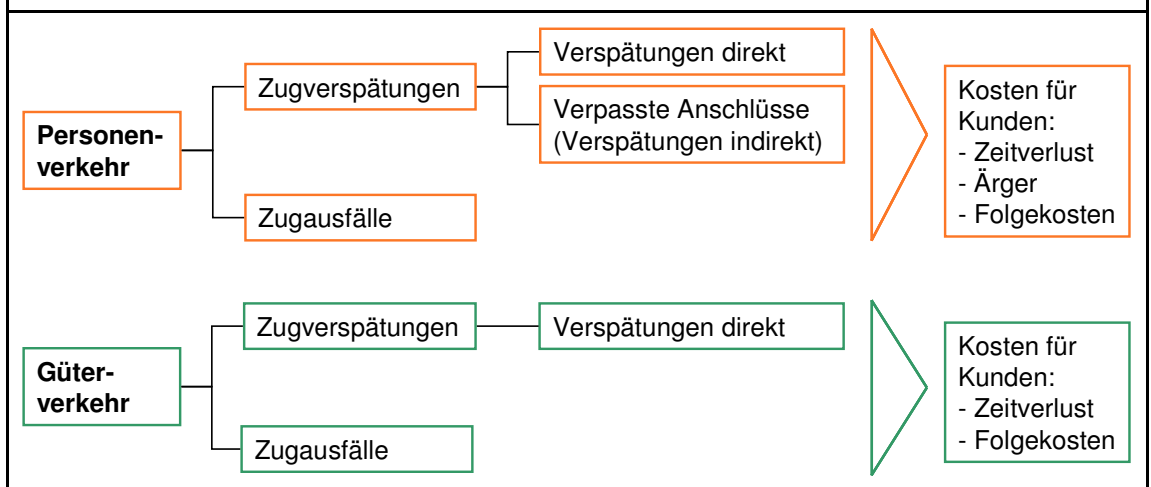 Personen-
verkehr
Zugverspätungen
Verspätungen direkt
Verpasste Anschlüsse
(Verspätungen indirekt)
Zugausfälle
Kosten für
Kunden:
- Zeitverlust
- Ärger
- Folgekosten
Güter-
verkehr
Zugverspätungen
Verspätungen direkt
Zugausfälle
Kosten für
Kunden:
- Zeitverlust
- Folgekosten